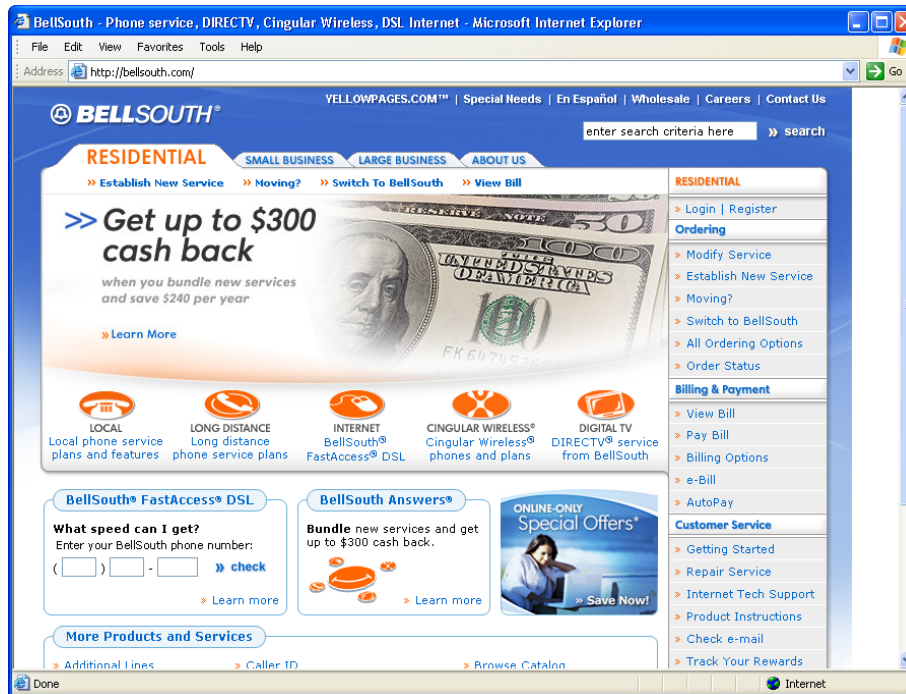 BellSouth - Phone service, DIRECTV, Cingular Wireless, DSL Internet - Microsoft Internet Explorer
File Edit View Favorites Tools Help
Address http://bellsouth.com/ Go
YELLOWPAGES.COM™ | Special Needs | En Español | Wholesale | Careers | Contact Us
BELLSOUTH®
enter search criteria here » search
RESIDENTIAL SMALL BUSINESS LARGE BUSINESS ABOUT US
» Establish New Service » Moving? » Switch To BellSouth » View Bill
>> Get up to $300
cash back
when you bundle new services
and save $240 per year
» Learn More
RESERVE NOTE 50
100
UNITED STATES
OF AMERICA
100
LOCAL
Local phone service
plans and features
LONG DISTANCE
Long distance
phone service plans
INTERNET
BellSouth®
FastAccess® DSL
CINGULAR WIRELESS®
Cingular Wireless®
phones and plans
DIGITAL TV
DIRECTV® service
from BellSouth
BellSouth® FastAccess® DSL
What speed can I get?
Enter your BellSouth phone number:
( ) - » check
» Learn more
BellSouth Answers®
Bundle new services and get
up to $300 cash back.
» Learn more
ONLINE-ONLY
Special Offers*
» Save Now!
More Products and Services
» Additional Lines » Caller ID » Browse Catalog
RESIDENTIAL
» Login | Register
Ordering
» Modify Service
» Establish New Service
» Moving?
» Switch to BellSouth
» All Ordering Options
» Order Status
Billing & Payment
» View Bill
» Pay Bill
» Billing Options
» e-Bill
» AutoPay
Customer Service
» Getting Started
» Repair Service
» Internet Tech Support
» Product Instructions
» Check e-mail
» Track Your Rewards
Done Internet